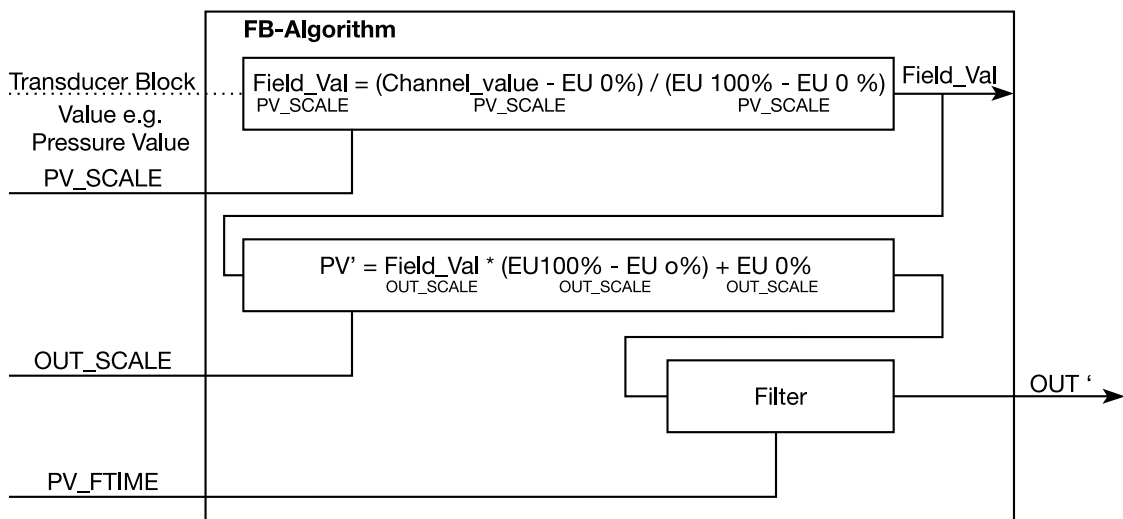 FB-Algorithm
Transducer Block
Field_Val = (Channel_value - EU 0%) / (EU 100% - EU 0 %)
PV_SCALE PV_SCALE PV_SCALE
Field_Val
Value e.g.
Pressure Value
PV_SCALE
PV' = Field_Val * (EU100% - EU o%) + EU 0%
OUT_SCALE OUT_SCALE OUT_SCALE
OUT_SCALE
Filter
OUT ‘
PV_FTIME